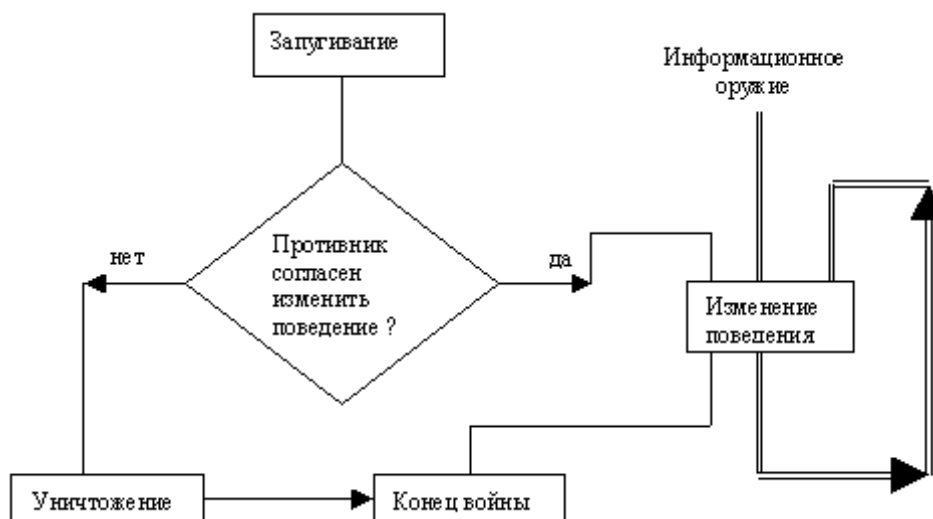 Запугивание
Информационное
оружие
Противник
согласен
изменить
поведение ?
нет
да
Изменение
поведения
Уничтожение
Конец войны